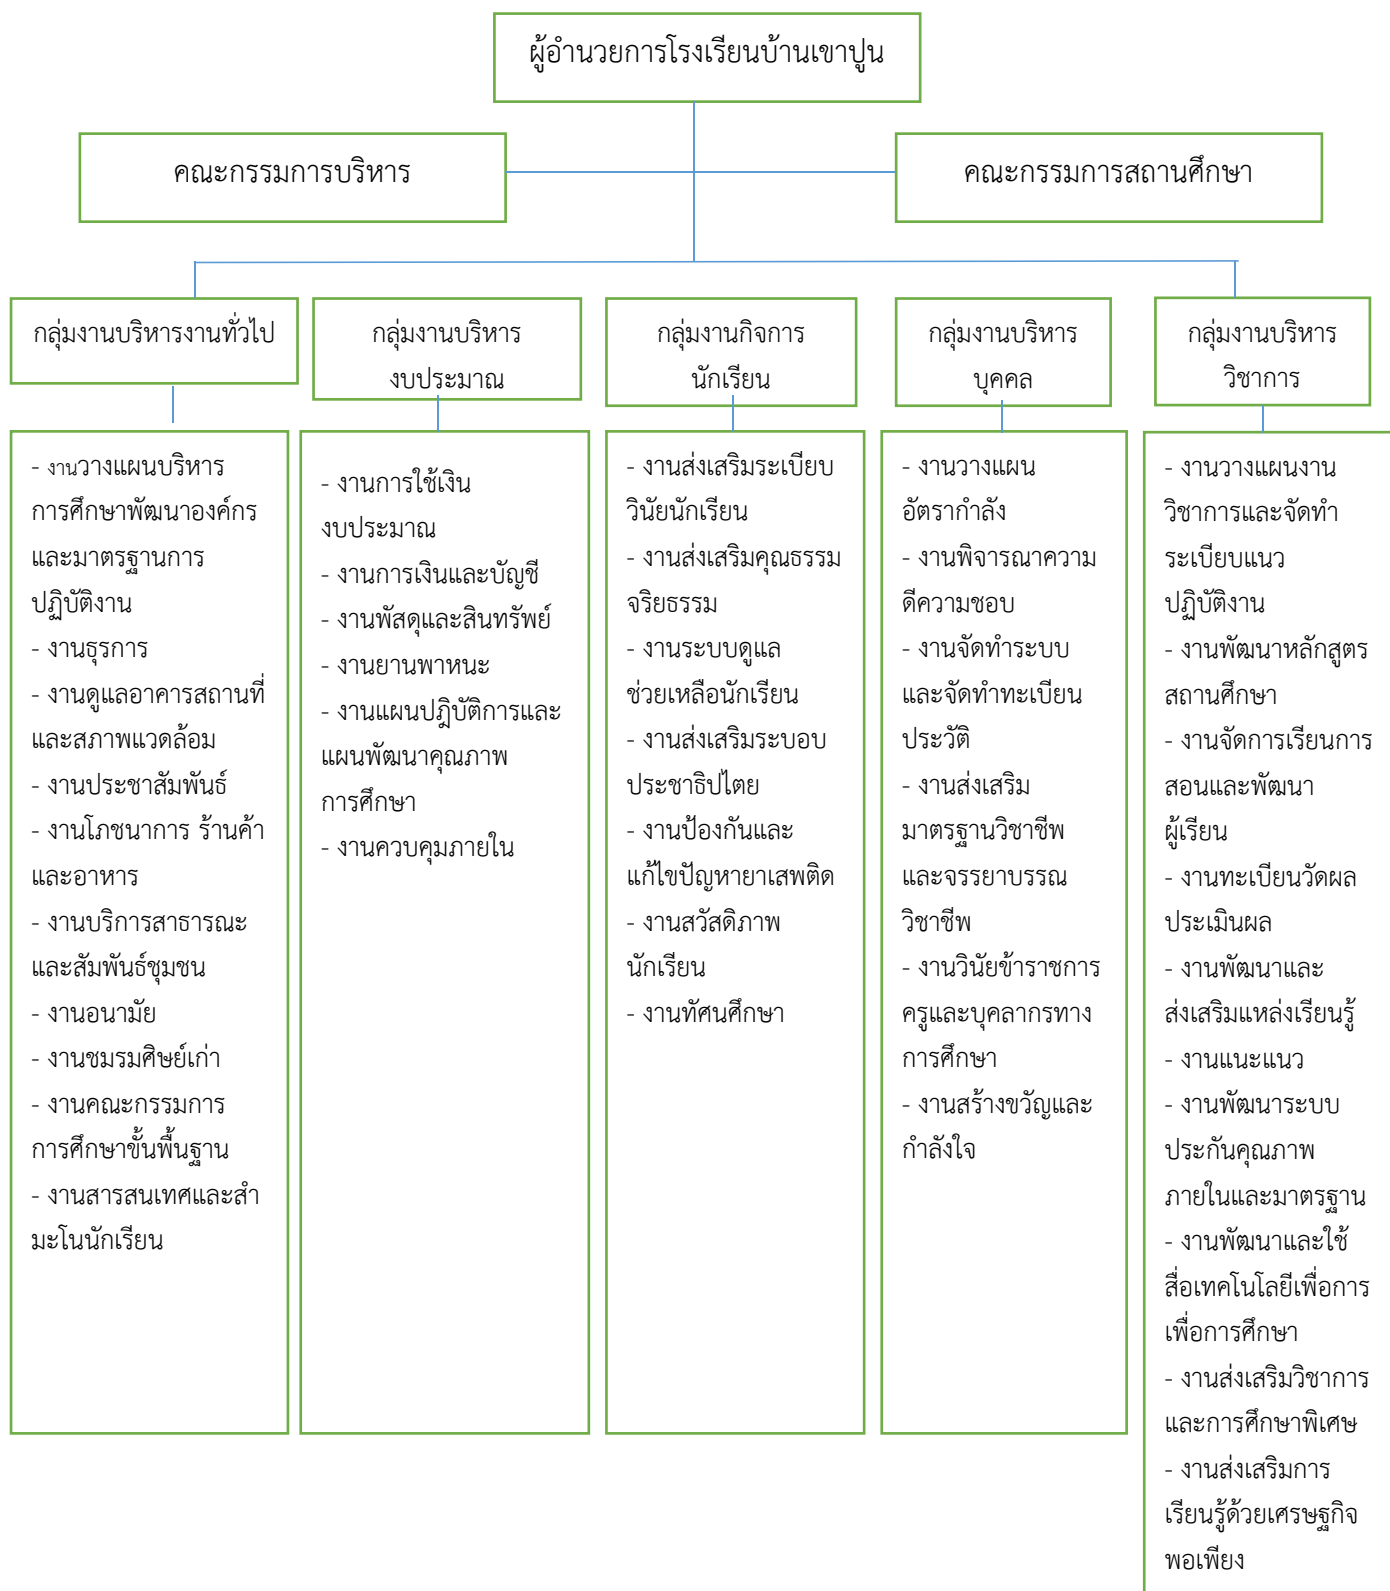 ผู้อำนวยการโรงเรียนบ้านเขาปูน
คณะกรรมการบริหาร
คณะกรรมการสถานศึกษา
กลุ่มงานบริหารงานทั่วไป
กลุ่มงานบริหาร
งบประมาณ
กลุ่มงานกิจการ
นักเรียน
กลุ่มงานบริหาร
บุคคล
กลุ่มงานบริหาร
วิชาการ
- งานวางแผนบริหาร
การศึกษาพัฒนาองค์กร
และมาตรฐานการ
ปฏิบัติงาน
- งานธุรการ
- งานดูแลอาคารสถานที่
และสภาพแวดล้อม
- งานประชาสัมพันธ์
- งานโภชนาการ ร้านค้า
และอาหาร
- งานบริการสาธารณะ
และสัมพันธ์ชุมชน
- งานอนามัย
- งานชมรมศิษย์เก่า
- งานคณะกรรมการ
การศึกษาขั้นพื้นฐาน
- งานสารสนเทศและสำ
มะโนนักเรียน
- งานการใช้เงิน
งบประมาณ
- งานการเงินและบัญชี
- งานพัสดุและสินทรัพย์
- งานยานพาหนะ
- งานแผนปฎิบัติการและ
แผนพัฒนาคุณภาพ
การศึกษา
- งานควบคุมภายใน
- งานส่งเสริมระเบียบ
วินัยนักเรียน
- งานส่งเสริมคุณธรรม
จริยธรรม
- งานระบบดูแล
ช่วยเหลือนักเรียน
- งานส่งเสริมระบอบ
ประชาธิปไตย
- งานป้องกันและ
แก้ไขปัญหายาเสพติด
- งานสวัสดิภาพ
นักเรียน
- งานทัศนศึกษา
- งานวางแผน
อัตรากำลัง
- งานพิจารณาความ
ดีความชอบ
- งานจัดทำระบบ
และจัดทำทะเบียน
ประวัติ
- งานส่งเสริม
มาตรฐานวิชาชีพ
และจรรยาบรรณ
วิชาชีพ
- งานวินัยข้าราชการ
ครูและบุคลากรทาง
การศึกษา
- งานสร้างขวัญและ
กำลังใจ
- งานวางแผนงาน
วิชาการและจัดทำ
ระเบียบแนว
ปฏิบัติงาน
- งานพัฒนาหลักสูตร
สถานศึกษา
- งานจัดการเรียนการ
สอนและพัฒนา
ผู้เรียน
- งานทะเบียนวัดผล
ประเมินผล
- งานพัฒนาและ
ส่งเสริมแหล่งเรียนรู้
- งานแนะแนว
- งานพัฒนาระบบ
ประกันคุณภาพ
ภายในและมาตรฐาน
- งานพัฒนาและใช้
สื่อเทคโนโลยีเพื่อการ
เพื่อการศึกษา
- งานส่งเสริมวิชาการ
และการศึกษาพิเศษ
- งานส่งเสริมการ
เรียนรู้ด้วยเศรษฐกิจ
พอเพียง